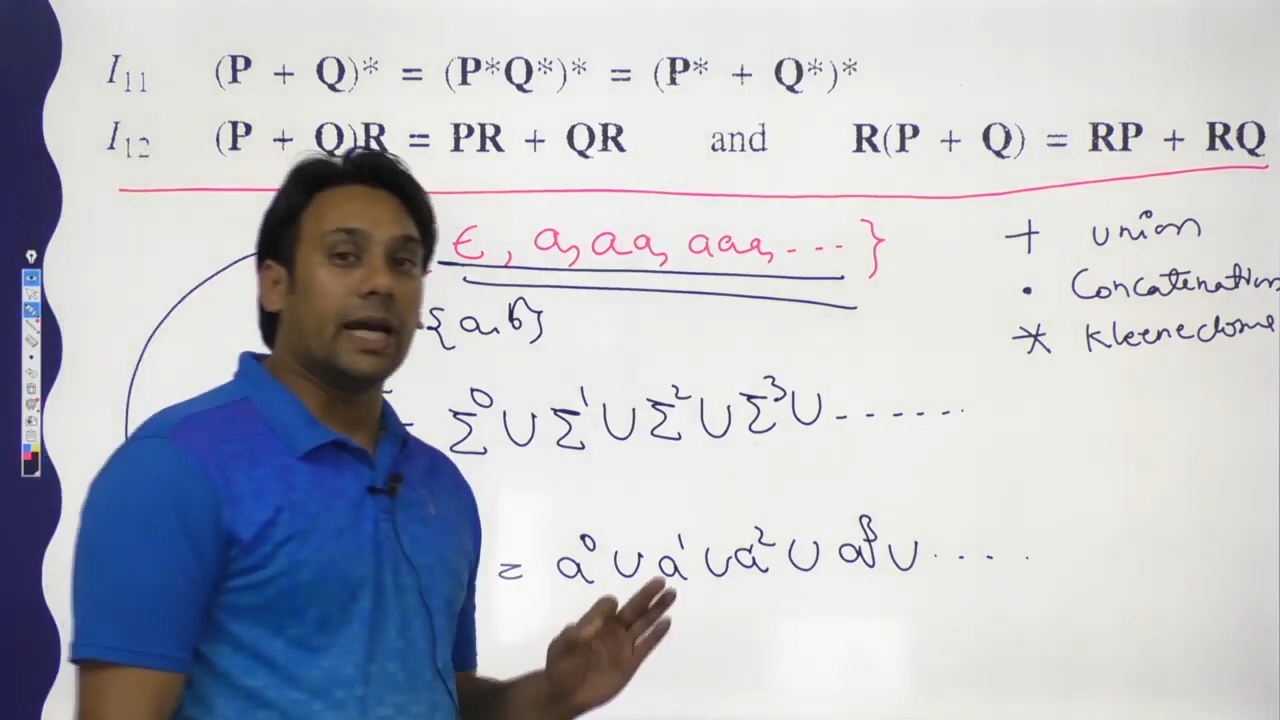 I₁₁ (P + Q)* = (P*Q*)* = (P* + Q*)*
I₁₂ (P + Q)R = PR + QR and R(P + Q) = RP + RQ
ϵ, a, aa, aaa, ---- }
{a,b}
Σ⁰ ∪ Σ¹ ∪ Σ² ∪ Σ³ ∪ -------
= a⁰ ∪ a¹ ∪ a² ∪ a³ ∪ ----
+ union
• Concatenation
* Kleene